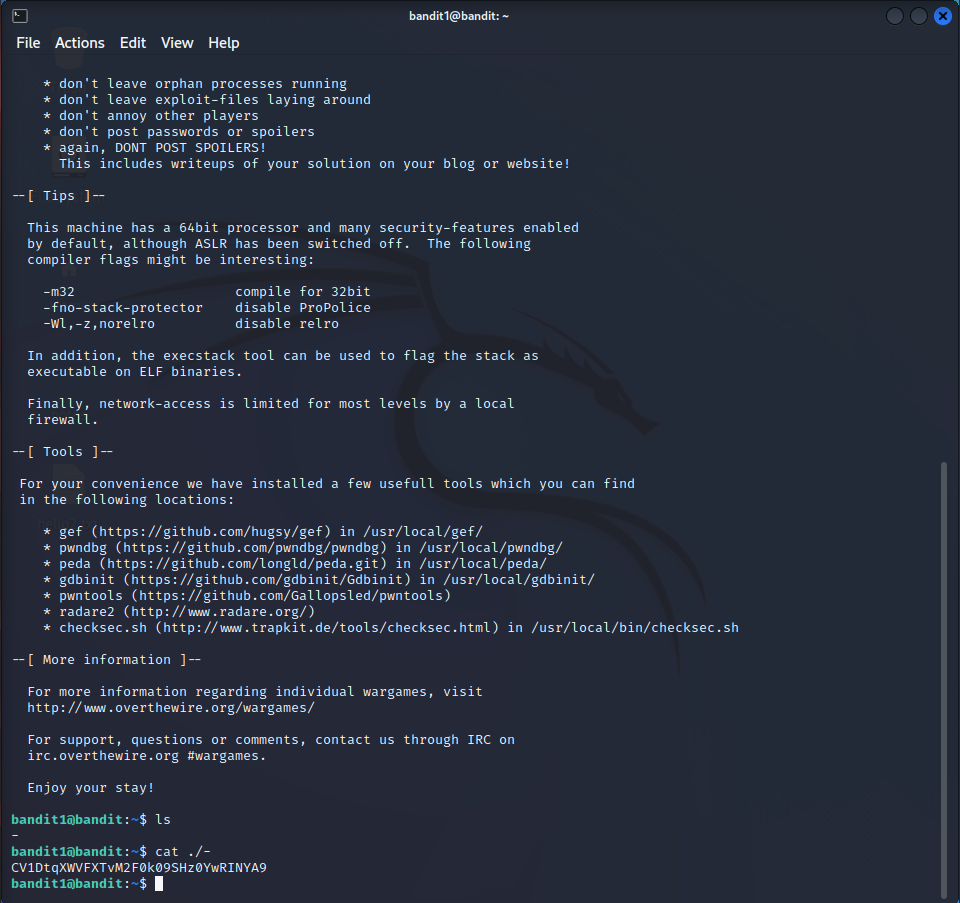 bandit1@bandit: ~
File Actions Edit View Help
* don't leave orphan processes running
* don't leave exploit-files laying around
* don't annoy other players
* don't post passwords or spoilers
* again, DONT POST SPOILERS!
This includes writeups of your solution on your blog or website!
--[ Tips ]--
This machine has a 64bit processor and many security-features enabled
by default, although ASLR has been switched off.  The following
compiler flags might be interesting:
-m32                    compile for 32bit
-fno-stack-protector    disable ProPolice
-Wl,-z,norelro          disable relro
In addition, the execstack tool can be used to flag the stack as
executable on ELF binaries.
Finally, network-access is limited for most levels by a local
firewall.
--[ Tools ]--
For your convenience we have installed a few usefull tools which you can find
in the following locations:
* gef (https://github.com/hugsy/gef) in /usr/local/gef/
* pwndbg (https://github.com/pwndbg/pwndbg) in /usr/local/pwndbg/
* peda (https://github.com/longld/peda.git) in /usr/local/peda/
* gdbinit (https://github.com/gdbinit/Gdbinit) in /usr/local/gdbinit/
* pwntools (https://github.com/Gallopsled/pwntools)
* radare2 (http://www.radare.org/)
* checksec.sh (http://www.trapkit.de/tools/checksec.html) in /usr/local/bin/checksec.sh
--[ More information ]--
For more information regarding individual wargames, visit
http://www.overthewire.org/wargames/
For support, questions or comments, contact us through IRC on
irc.overthewire.org #wargames.
Enjoy your stay!
bandit1@bandit:~$ ls
-
bandit1@bandit:~$ cat ./-
CV1DtqXWVFXTvM2F0k09SHz0YwRINYA9
bandit1@bandit:~$